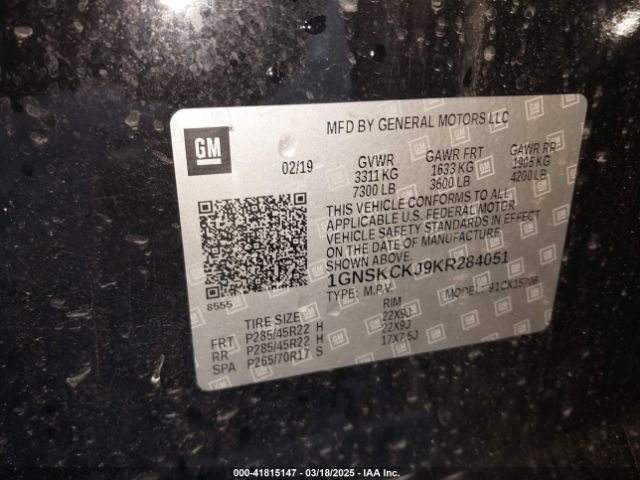 GM
MFD BY GENERAL MOTORS LLC
02/19
GVWR GAWR FRT GAWR RR
3311 KG 1633 KG 1905 KG
7300 LB 3600 LB 4200 LB
THIS VEHICLE CONFORMS TO ALL
APPLICABLE U.S. FEDERAL MOTOR
VEHICLE SAFETY STANDARDS IN EFFECT
ON THE DATE OF MANUFACTURE
SHOWN ABOVE.
1GNSKCKJ9KR284051
TYPE: M.P.V. MODEL: 91CK15706
8555
TIRE SIZE RIM
FRT P285/45R22 H 22X9J
RR P285/45R22 H 22X9J
SPA P265/70R17 S 17X7.5J
000-41815147 - 03/18/2025 - IAA Inc.